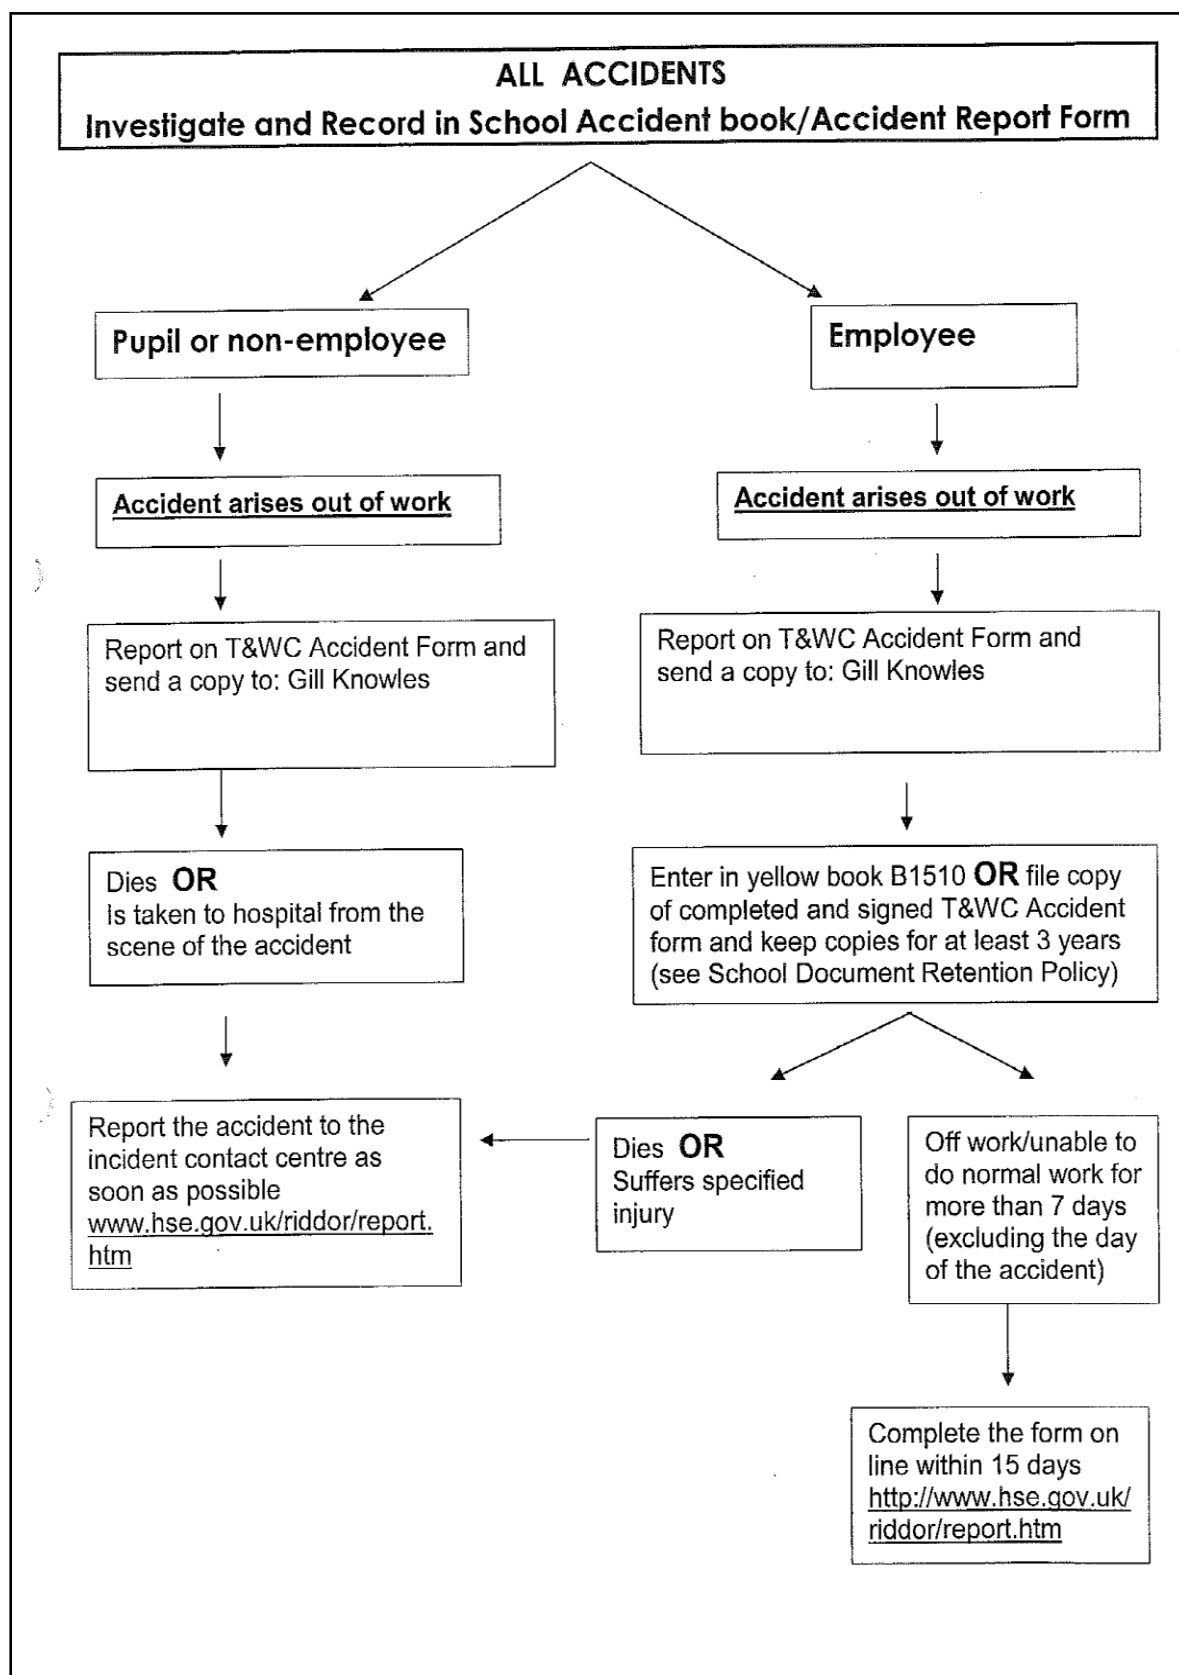 ALL ACCIDENTS
Investigate and Record in School Accident book/Accident Report Form
Pupil or non-employee
Employee
Accident arises out of work
Accident arises out of work
Report on T&WC Accident Form and
send a copy to: Gill Knowles
Report on T&WC Accident Form and
send a copy to: Gill Knowles
Dies OR
Is taken to hospital from the
scene of the accident
Enter in yellow book B1510 OR file copy
of completed and signed T&WC Accident
form and keep copies for at least 3 years
(see School Document Retention Policy)
Report the accident to the
incident contact centre as
soon as possible
www.hse.gov.uk/riddor/report.
htm
Dies OR
Suffers specified
injury
Off work/unable to
do normal work for
more than 7 days
(excluding the day
of the accident)
Complete the form on
line within 15 days
http://www.hse.gov.uk/
riddor/report.htm